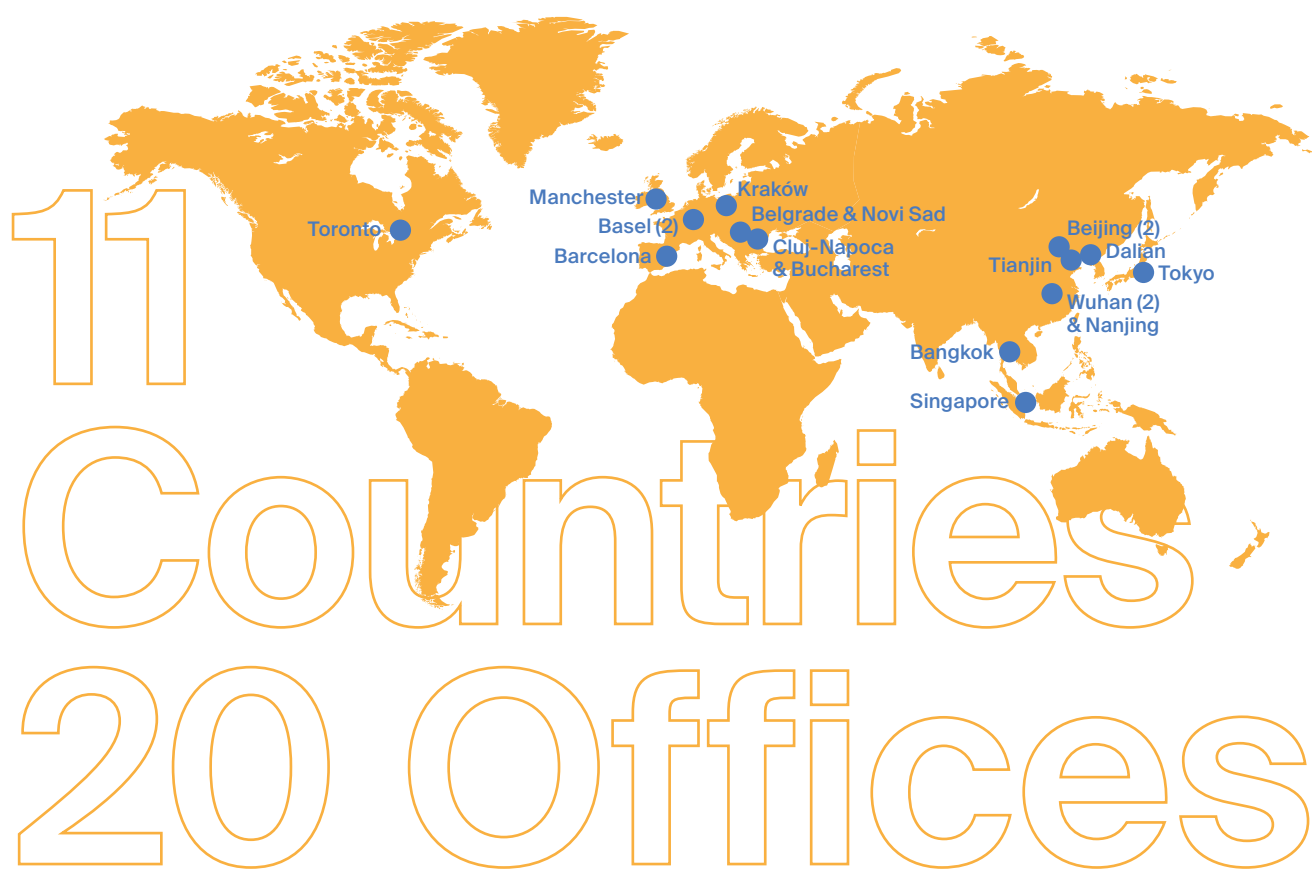 11
Countries
20 Offices
Toronto
Manchester
Basel (2)
Barcelona
Kraków
Belgrade & Novi Sad
Cluj-Napoca
& Bucharest
Beijing (2)
Dalian
Tianjin
Tokyo
Wuhan (2)
& Nanjing
Bangkok
Singapore